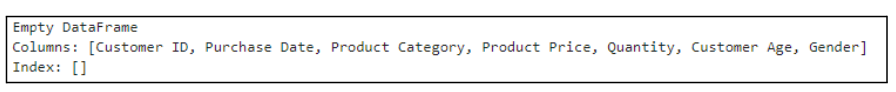 Empty DataFrame
Columns: [Customer ID, Purchase Date, Product Category, Product Price, Quantity, Customer Age, Gender]
Index: []